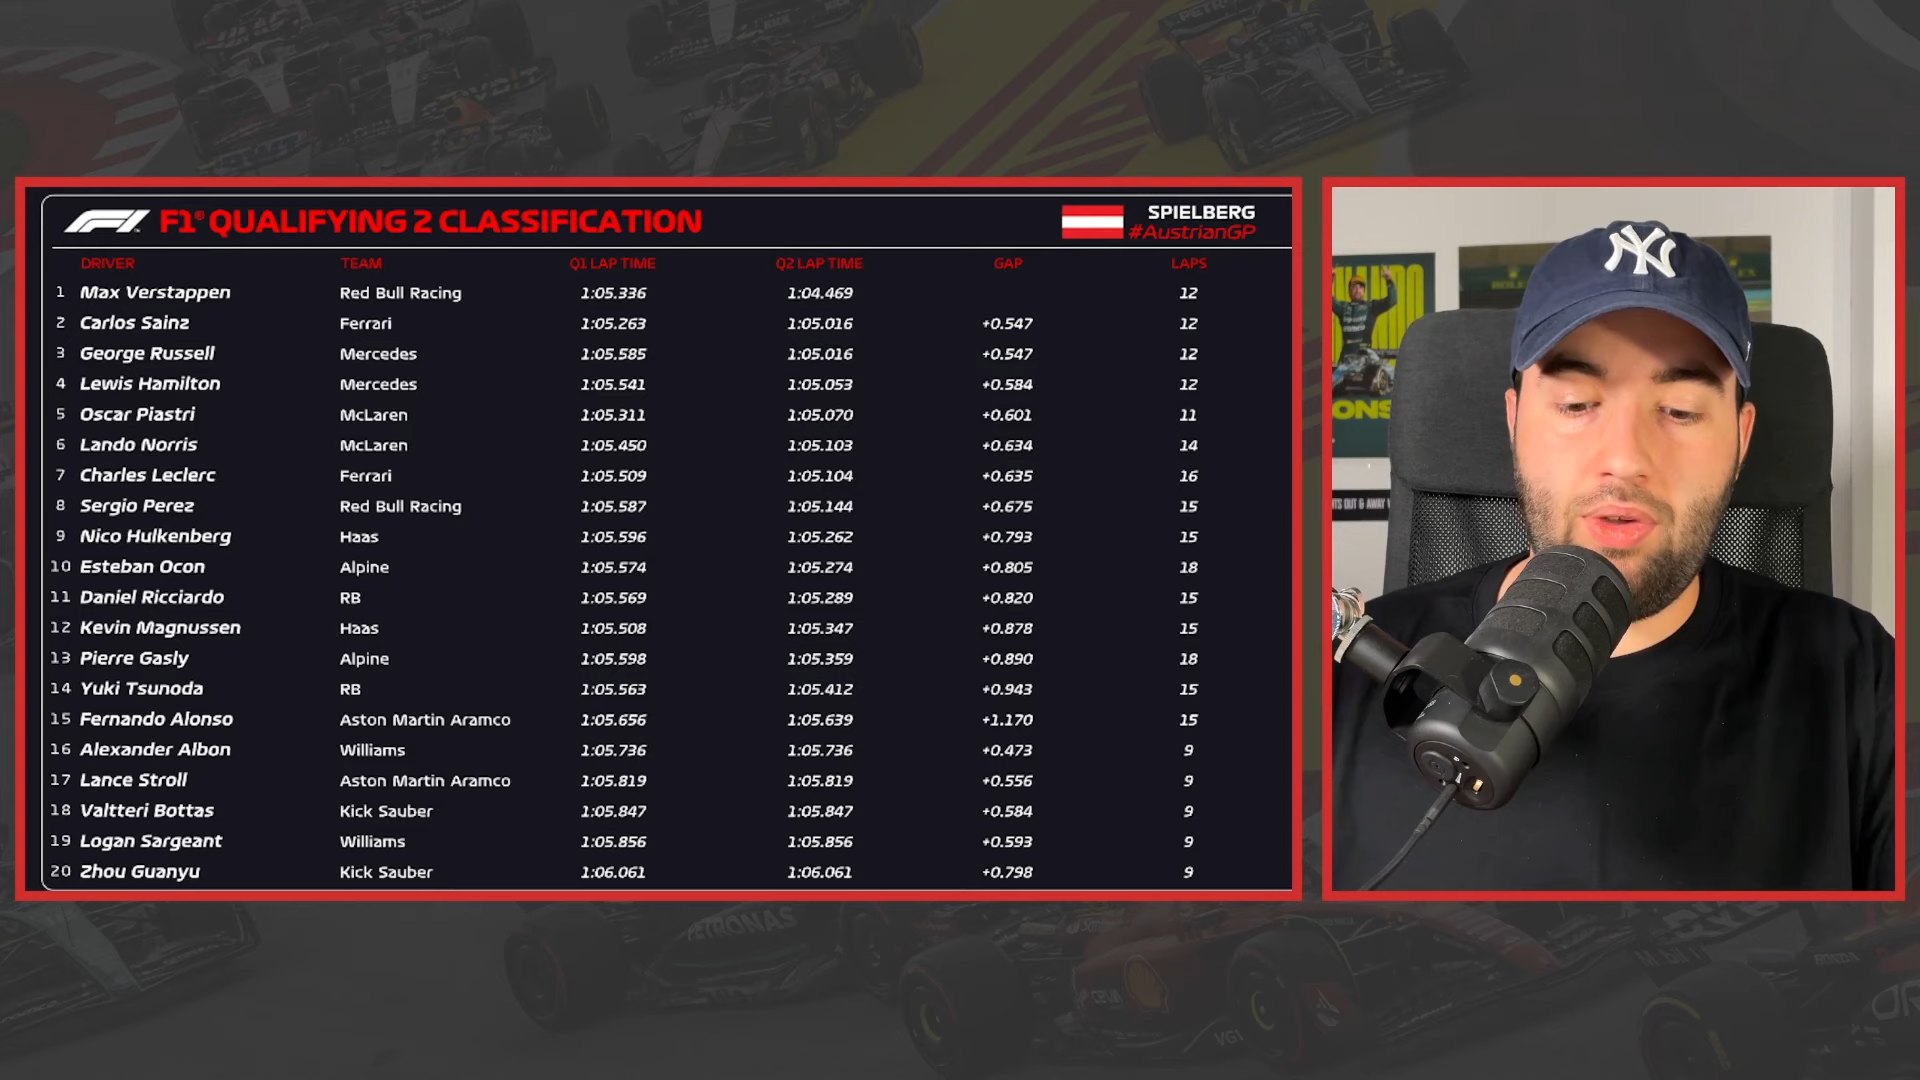 F1® QUALIFYING 2 CLASSIFICATION
SPIELBERG
#AustrianGP
DRIVER TEAM Q1 LAP TIME Q2 LAP TIME GAP LAPS
1 Max Verstappen Red Bull Racing 1:05.336 1:04.469 12
2 Carlos Sainz Ferrari 1:05.263 1:05.016 +0.547 12
3 George Russell Mercedes 1:05.585 1:05.016 +0.547 12
4 Lewis Hamilton Mercedes 1:05.541 1:05.053 +0.584 12
5 Oscar Piastri McLaren 1:05.311 1:05.070 +0.601 11
6 Lando Norris McLaren 1:05.450 1:05.103 +0.634 14
7 Charles Leclerc Ferrari 1:05.509 1:05.104 +0.635 16
8 Sergio Perez Red Bull Racing 1:05.587 1:05.144 +0.675 15
9 Nico Hulkenberg Haas 1:05.596 1:05.262 +0.793 15
10 Esteban Ocon Alpine 1:05.574 1:05.274 +0.805 18
11 Daniel Ricciardo RB 1:05.569 1:05.289 +0.820 15
12 Kevin Magnussen Haas 1:05.508 1:05.347 +0.878 15
13 Pierre Gasly Alpine 1:05.598 1:05.359 +0.890 18
14 Yuki Tsunoda RB 1:05.563 1:05.412 +0.943 15
15 Fernando Alonso Aston Martin Aramco 1:05.656 1:05.639 +1.170 15
16 Alexander Albon Williams 1:05.736 1:05.736 +0.473 9
17 Lance Stroll Aston Martin Aramco 1:05.819 1:05.819 +0.556 9
18 Valtteri Bottas Kick Sauber 1:05.847 1:05.847 +0.584 9
19 Logan Sargeant Williams 1:05.856 1:05.856 +0.593 9
20 Zhou Guanyu Kick Sauber 1:06.061 1:06.061 +0.798 9
NY
OUT & AWAY
PETRONAS